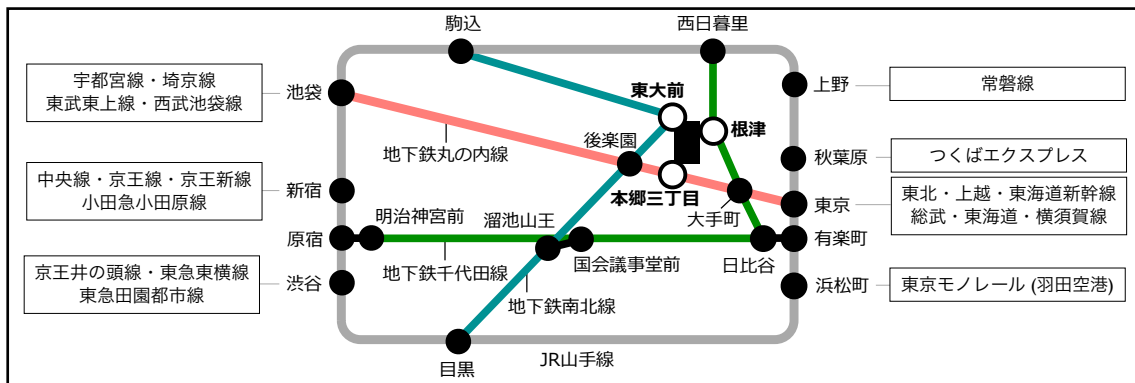 駒込
西日暮里
宇都宮線・埼京線
東武東上線・西武池袋線
池袋
東大前
上野
常磐線
根津
後楽園
地下鉄丸の内線
秋葉原
つくばエクスプレス
中央線・京王線・京王新線
小田急小田原線
新宿
本郷三丁目
大手町
東京
東北・上越・東海道新幹線
総武・東海道・横須賀線
明治神宮前
溜池山王
原宿
有楽町
地下鉄千代田線
国会議事堂前
日比谷
京王井の頭線・東急東横線
東急田園都市線
渋谷
地下鉄南北線
浜松町
東京モノレール (羽田空港)
目黒
JR山手線